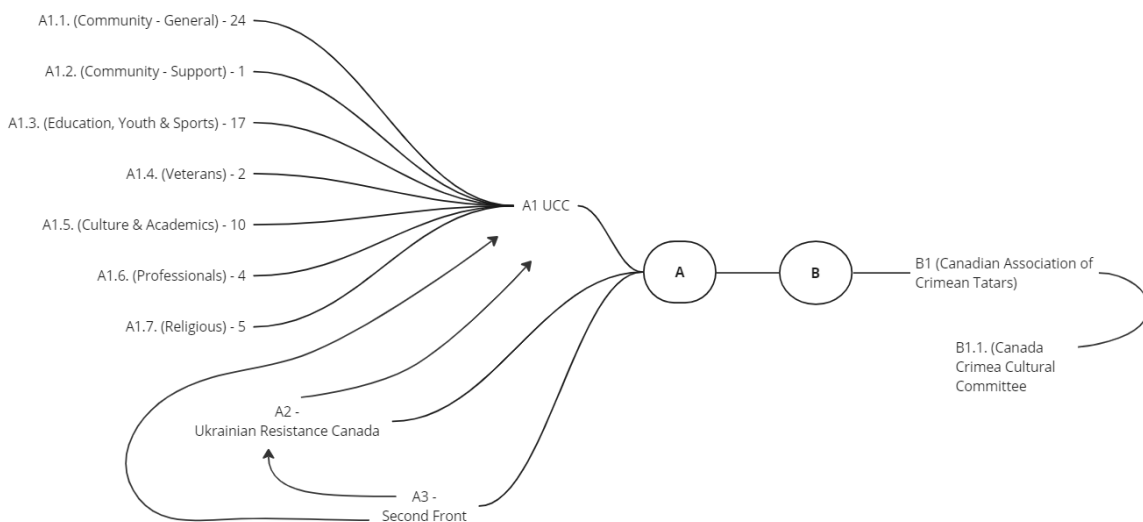 A1.1. (Community - General) - 24
A1.2. (Community - Support) - 1
A1.3. (Education, Youth & Sports) - 17
A1.4. (Veterans) - 2
A1.5. (Culture & Academics) - 10
A1.6. (Professionals) - 4
A1.7. (Religious) - 5
A1 UCC
A2 -
Ukrainian Resistance Canada
A3 -
Second Front
A
B
B1 (Canadian Association of
Crimean Tatars)
B1.1. (Canada
Crimea Cultural
Committee